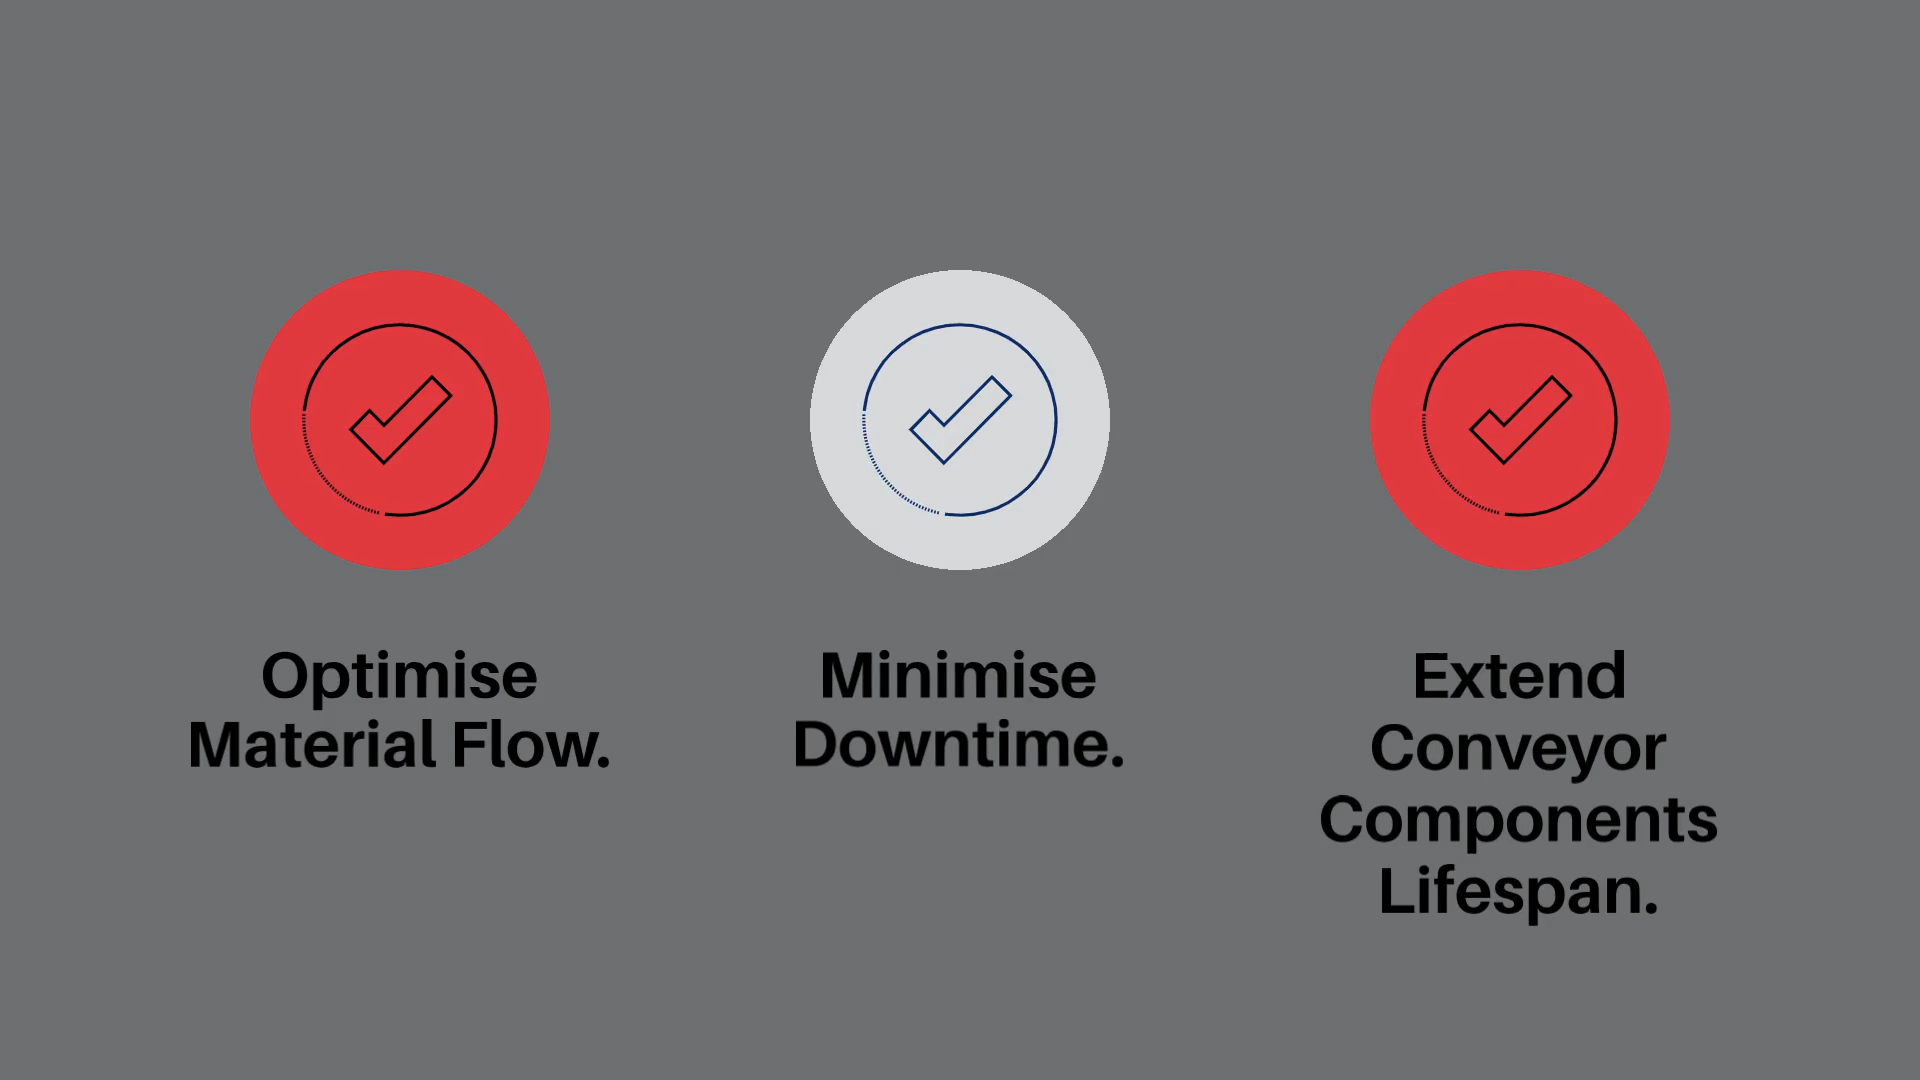 Optimise
Material Flow.
Minimise
Downtime.
Extend
Conveyor
Components
Lifespan.